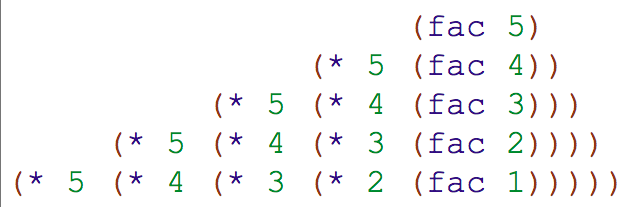 (fac 5)
(* 5 (fac 4))
(* 5 (* 4 (fac 3)))
(* 5 (* 4 (* 3 (fac 2))))
(* 5 (* 4 (* 3 (* 2 (fac 1)))))